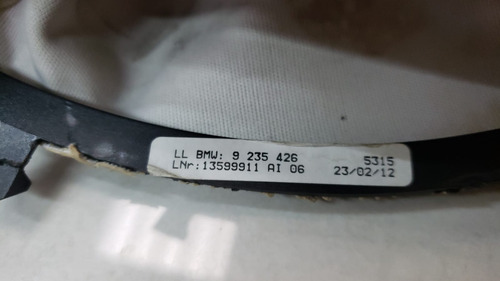 LL BMW: 9 235 426 5315
LNr:13599911 AI 06 23/02/12